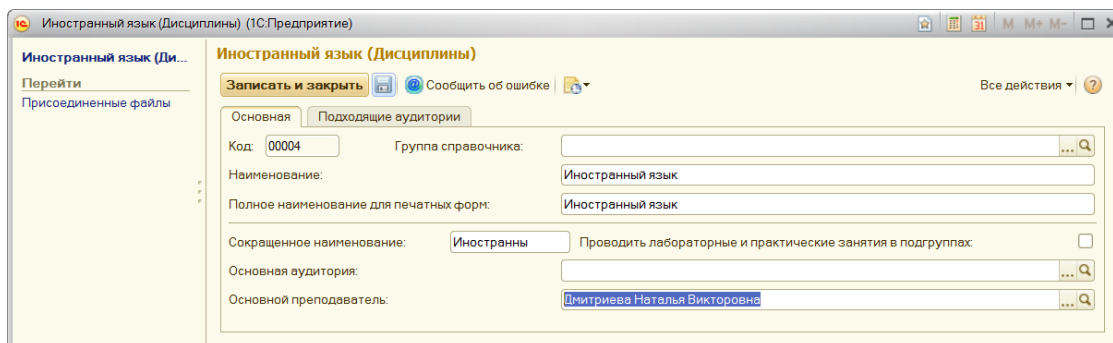 Иностранный язык (Дисциплины) (1С:Предприятие)
M M+ M-
Иностранный язык (Ди...
Перейти
Присоединенные файлы
Иностранный язык (Дисциплины)
Записать и закрыть Сообщить об ошибке Все действия
Основная Подходящие аудитории
Код: 00004 Группа справочника:
Наименование: Иностранный язык
Полное наименование для печатных форм: Иностранный язык
Сокращенное наименование: Иностранны Проводить лабораторные и практические занятия в подгруппах:
Основная аудитория:
Основной преподаватель: Дмитриева Наталья Викторовна